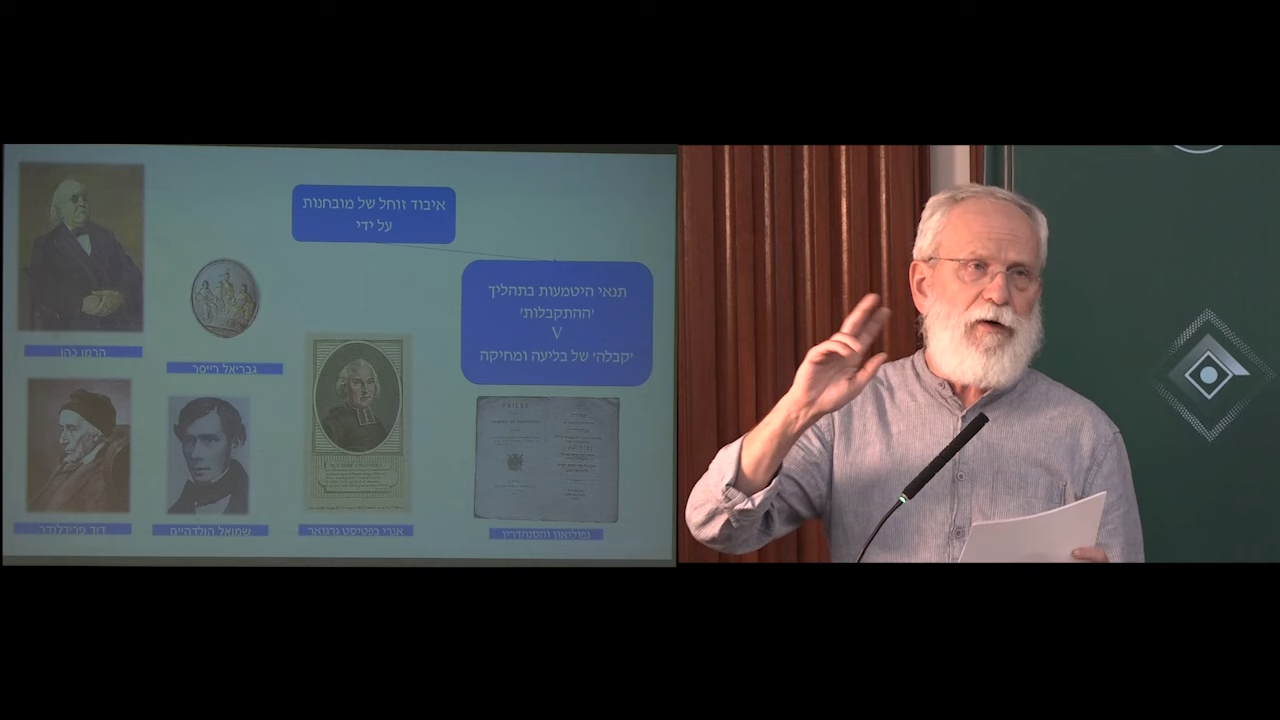 איבוד זוחל של מובחנות
על ידי
תנאי היטמעות בתהליך
'ההתקבלות'
V
'קבלה' של בליעה ומחיקה
הרמן כהן
גבריאל רייסר
דוד פרידלנדר
שמואל הולדהיים
אנרי בפטיסט גרגואר
נפוליאון והסנהדרין